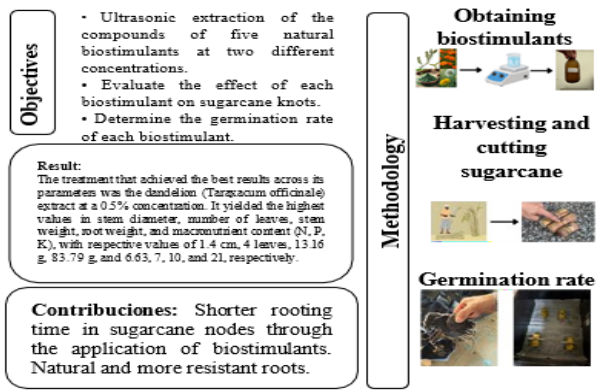 Objectives
• Ultrasonic extraction of the
compounds of five natural
biostimulants at two different
concentrations.
• Evaluate the effect of each
biostimulant on sugarcane knots.
• Determine the germination rate
of each biostimulant.
Result:
The treatment that achieved the best results across its
parameters was the dandelion (Taraxacum officinale)
extract at a 0.5% concentration. It yielded the highest
values in stem diameter, number of leaves, stem
weight, root weight, and macronutrient content (N, P,
K), with respective values of 1.4 cm, 4 leaves, 13.16
g, 83.79 g, and 6.63, 7, 10, and 21, respectively.
Contribuciones: Shorter rooting
time in sugarcane nodes through
the application of biostimulants.
Natural and more resistant roots.
Methodology
Obtaining
biostimulants
Harvesting and
cutting
sugarcane
Germination rate